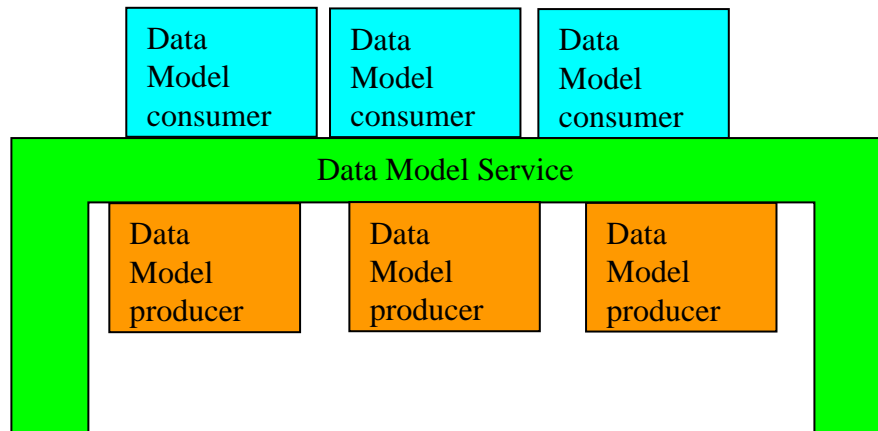 Data
Model
consumer
Data
Model
consumer
Data
Model
consumer
Data Model Service
Data
Model
producer
Data
Model
producer
Data
Model
producer